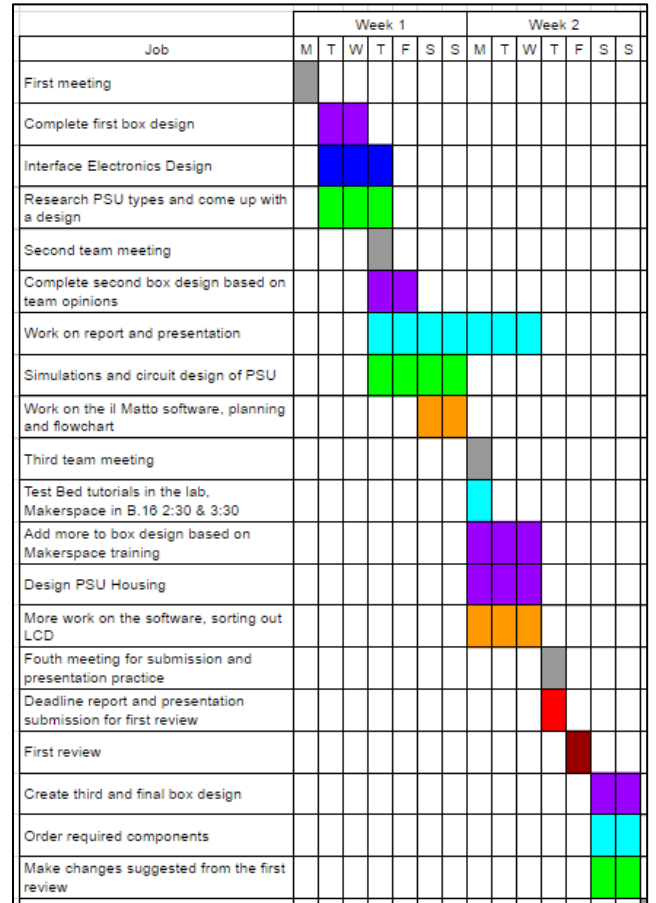 Week 1 Week 2
Job M T W T F S S M T W T F S S
First meeting
Complete first box design
Interface Electronics Design
Research PSU types and come up with
a design
Second team meeting
Complete second box design based on
team opinions
Work on report and presentation
Simulations and circuit design of PSU
Work on the il Matto software, planning
and flowchart
Third team meeting
Test Bed tutorials in the lab,
Makerspace in B.16 2:30 & 3:30
Add more to box design based on
Makerspace training
Design PSU Housing
More work on the software, sorting out
LCD
Fouth meeting for submission and
presentation practice
Deadline report and presentation
submission for first review
First review
Create third and final box design
Order required components
Make changes suggested from the first
review